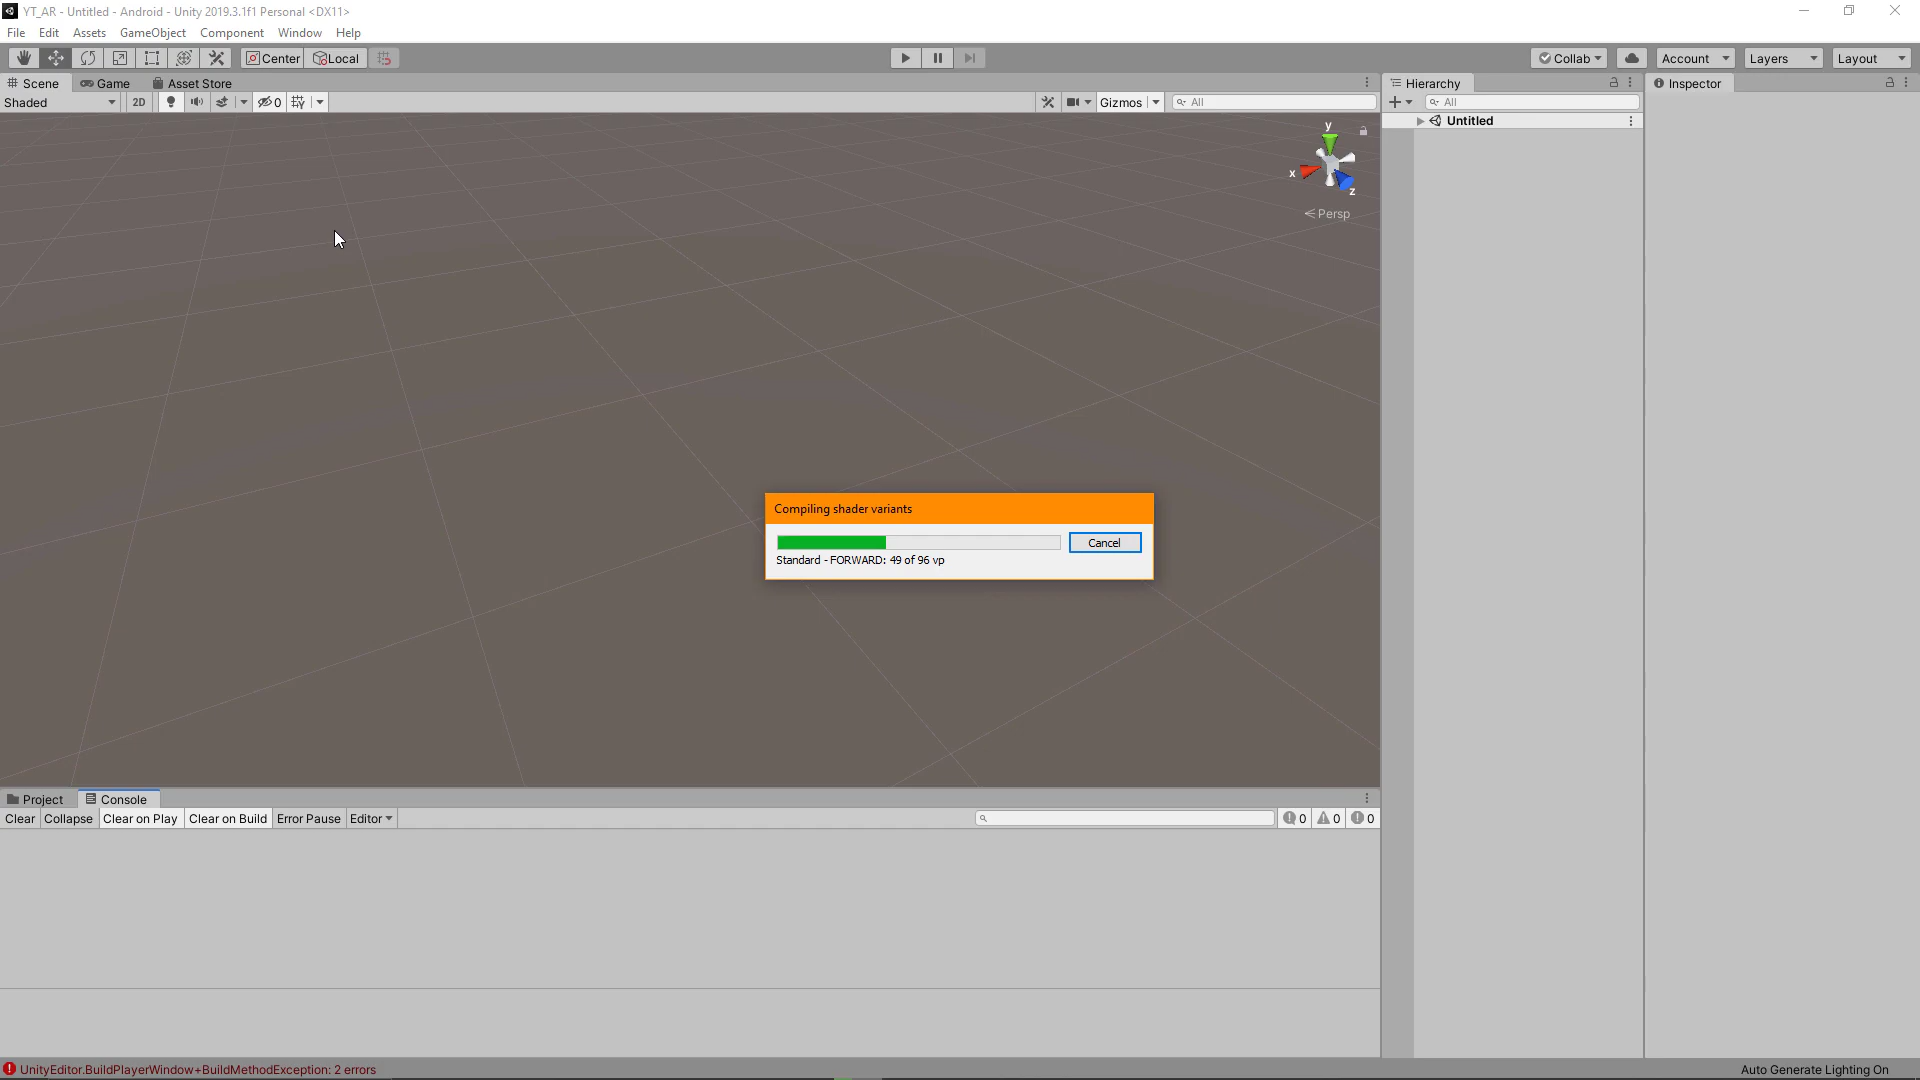 YT_AR - Untitled - Android - Unity 2019.3.1f1 Personal <DX11>
File Edit Assets GameObject Component Window Help
Center Local Collab Account Layers Layout
Scene Game Asset Store Hierarchy Inspector
Shaded 2D 0 Gizmos All All
Untitled
y
x
z
Persp
Compiling shader variants
Cancel
Standard - FORWARD: 49 of 96 vp
Project Console
Clear Collapse Clear on Play Clear on Build Error Pause Editor 0 0 0
UnityEditor.BuildPlayerWindow+BuildMethodException: 2 errors Auto Generate Lighting On